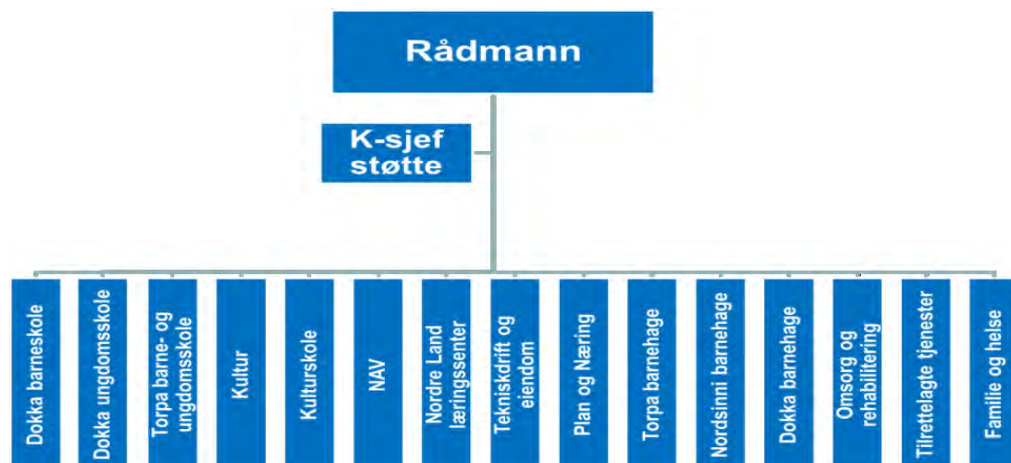 Rådmann
K-sjef
støtte
Dokka barneskole
Dokka ungdomsskole
Torpa barne- og
ungdomsskole
Kultur
Kulturskole
NAV
Nordre Land
læringssenter
Tekniskdrift og
eiendom
Plan og Næring
Torpa barnehage
Nordsinni barnehage
Dokka barnehage
Omsorg og
rehabilitering
Tilrettelagte tjenester
Familie og helse